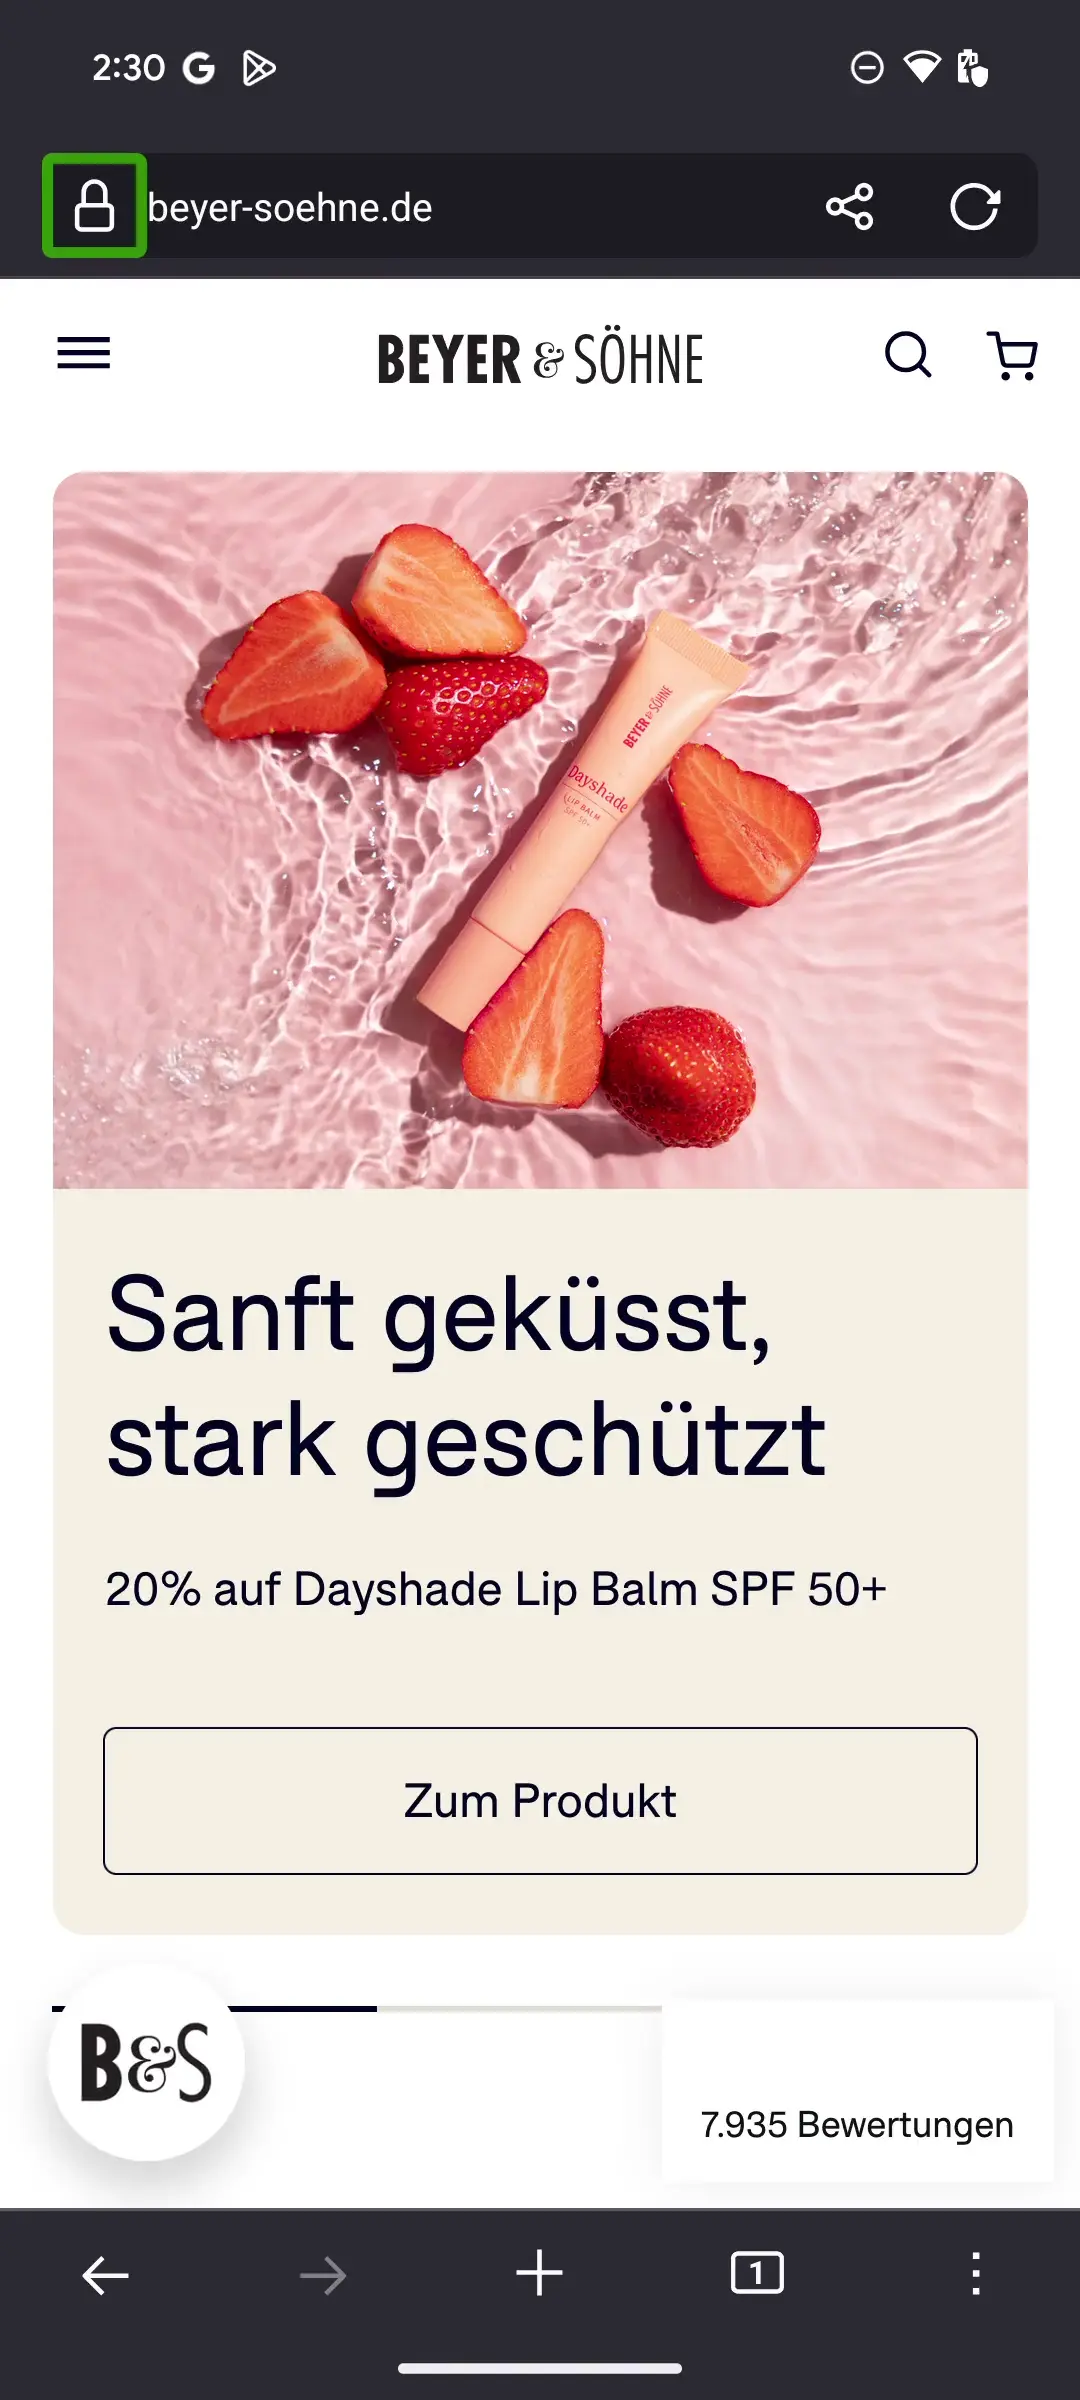 2:30
beyer-soehne.de
BEYER & SÖHNE
BEYER & SÖHNE
Dayshade
LIP BALM
SPF 50+
Sanft geküsst,
stark geschützt
20% auf Dayshade Lip Balm SPF 50+
Zum Produkt
B&S
7.935 Bewertungen
1